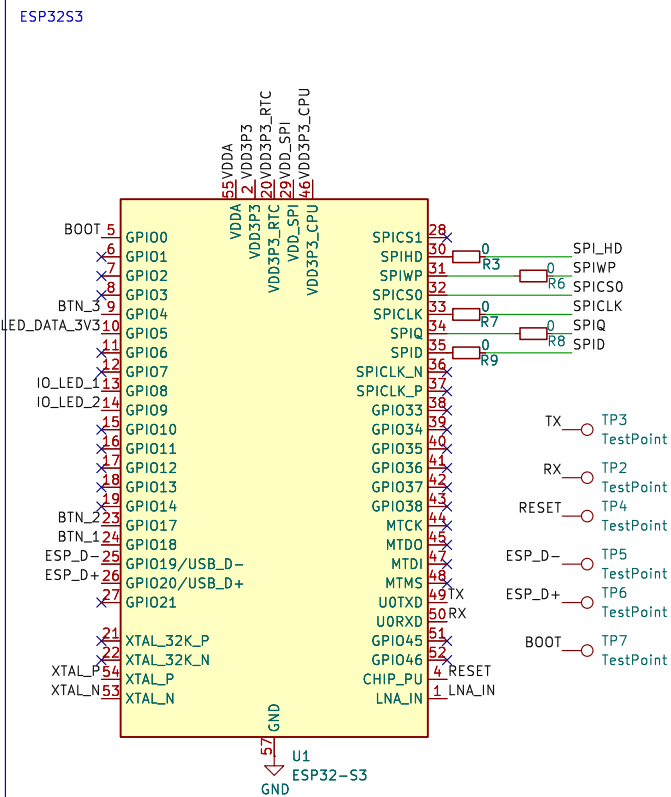 ESP32S3
VDDA
VDD3P3
VDD3P3_RTC
VDD_SPI
VDD3P3_CPU
55
2
20
29
46
VDDA
VDD3P3
VDD3P3_RTC
VDD_SPI
VDD3P3_CPU
BOOT 5 GPIO0
6 GPIO1
7 GPIO2
8 GPIO3
BTN_3 9 GPIO4
LED_DATA_3V3 10 GPIO5
11 GPIO6
12 GPIO7
IO_LED_1 13 GPIO8
IO_LED_2 14 GPIO9
15 GPIO10
16 GPIO11
17 GPIO12
18 GPIO13
19 GPIO14
BTN_2 23 GPIO17
BTN_1 24 GPIO18
ESP_D- 25 GPIO19/USB_D-
ESP_D+ 26 GPIO20/USB_D+
27 GPIO21
21 XTAL_32K_P
22 XTAL_32K_N
XTAL_P 54 XTAL_P
XTAL_N 53 XTAL_N
SPICS1 28
SPIHD 30 0 R3 SPI_HD
SPIWP 31 0 R6 SPIWP
SPICS0 32 SPICS0
SPICLK 33 0 R7 SPICLK
SPIQ 34 0 R8 SPIQ
SPID 35 0 R9 SPID
SPICLK_N 36
SPICLK_P 37
GPIO33 38
GPIO34 39
GPIO35 40
GPIO36 41
GPIO37 42
GPIO38 43
MTCK 44
MTDO 45
MTDI 47
MTMS 48
U0TXD 49 TX
U0RXD 50 RX
GPIO45 51
GPIO46 52
CHIP_PU 4 RESET
LNA_IN 1 LNA_IN
TX TP3
TestPoint
RX TP2
TestPoint
RESET TP4
TestPoint
ESP_D- TP5
TestPoint
ESP_D+ TP6
TestPoint
BOOT TP7
TestPoint
GND
57
U1
ESP32-S3
GND